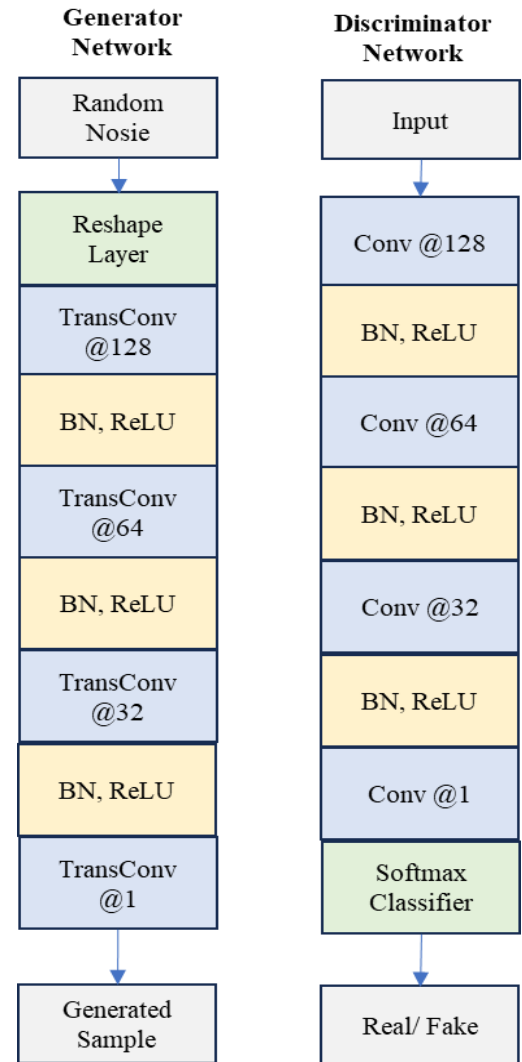 Generator
Network
Random
Nosie
Reshape
Layer
TransConv
@128
BN, ReLU
TransConv
@64
BN, ReLU
TransConv
@32
BN, ReLU
TransConv
@1
Generated
Sample
Discriminator
Network
Input
Conv @128
BN, ReLU
Conv @64
BN, ReLU
Conv @32
BN, ReLU
Conv @1
Softmax
Classifier
Real/ Fake